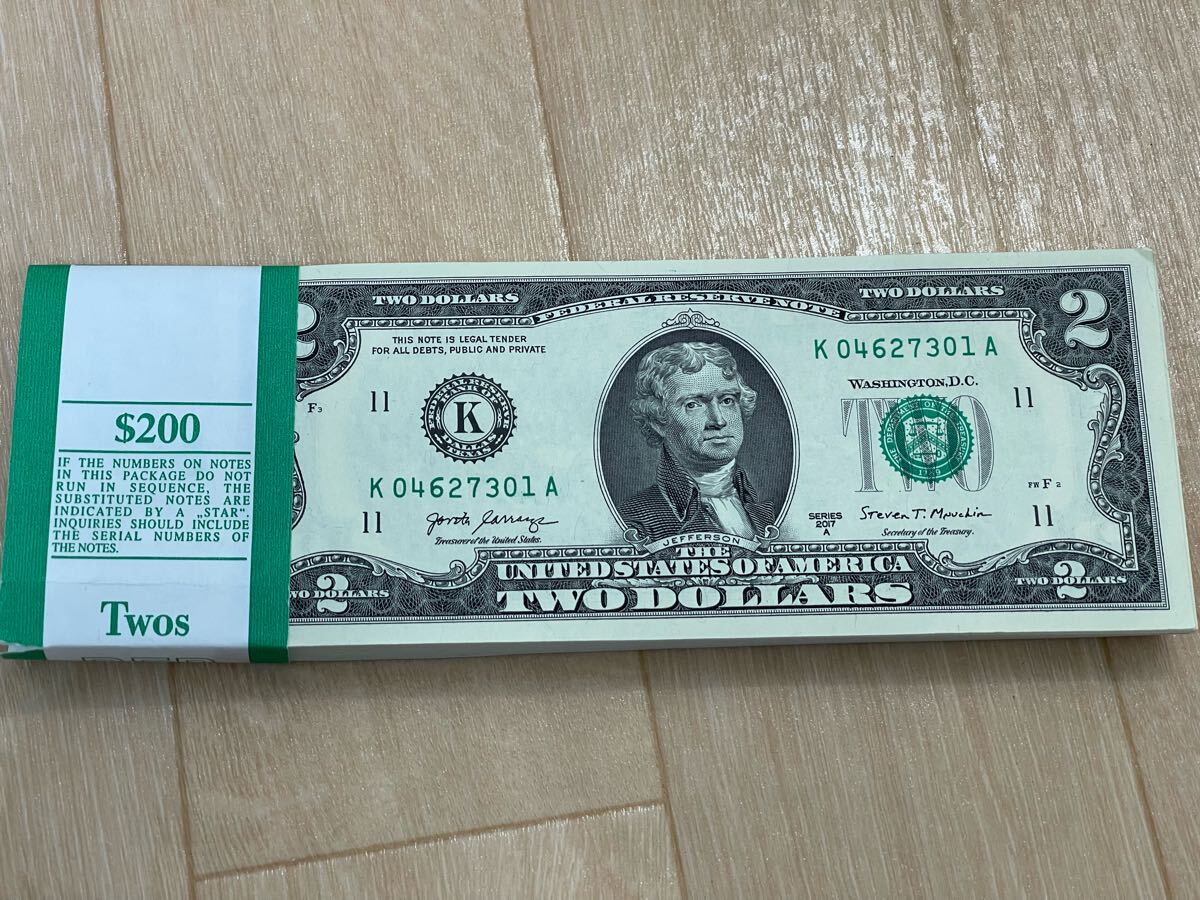 $200
IF THE NUMBERS ON NOTES
IN THIS PACKAGE DO NOT
RUN IN SEQUENCE, THE
SUBSTITUTED NOTES ARE
INDICATED BY A „STAR“.
INQUIRIES SHOULD INCLUDE
THE SERIAL NUMBERS OF
THE NOTES.
Twos
TWO DOLLARS
FEDERAL RESERVE NOTE
TWO DOLLARS
2
2
THIS NOTE IS LEGAL TENDER
FOR ALL DEBTS, PUBLIC AND PRIVATE
K 04627301 A
WASHINGTON, D.C.
F3
11
K
TWO
11
K 04627301 A
FW F 2
11
Treasurer of the United States.
JEFFERSON
SERIES
2017
A
Steven T. Mnuchin
Secretary of the Treasury.
11
THE
UNITED STATES OF AMERICA
TWO DOLLARS
WO DOLLARS
2
TWO DOLLARS
2